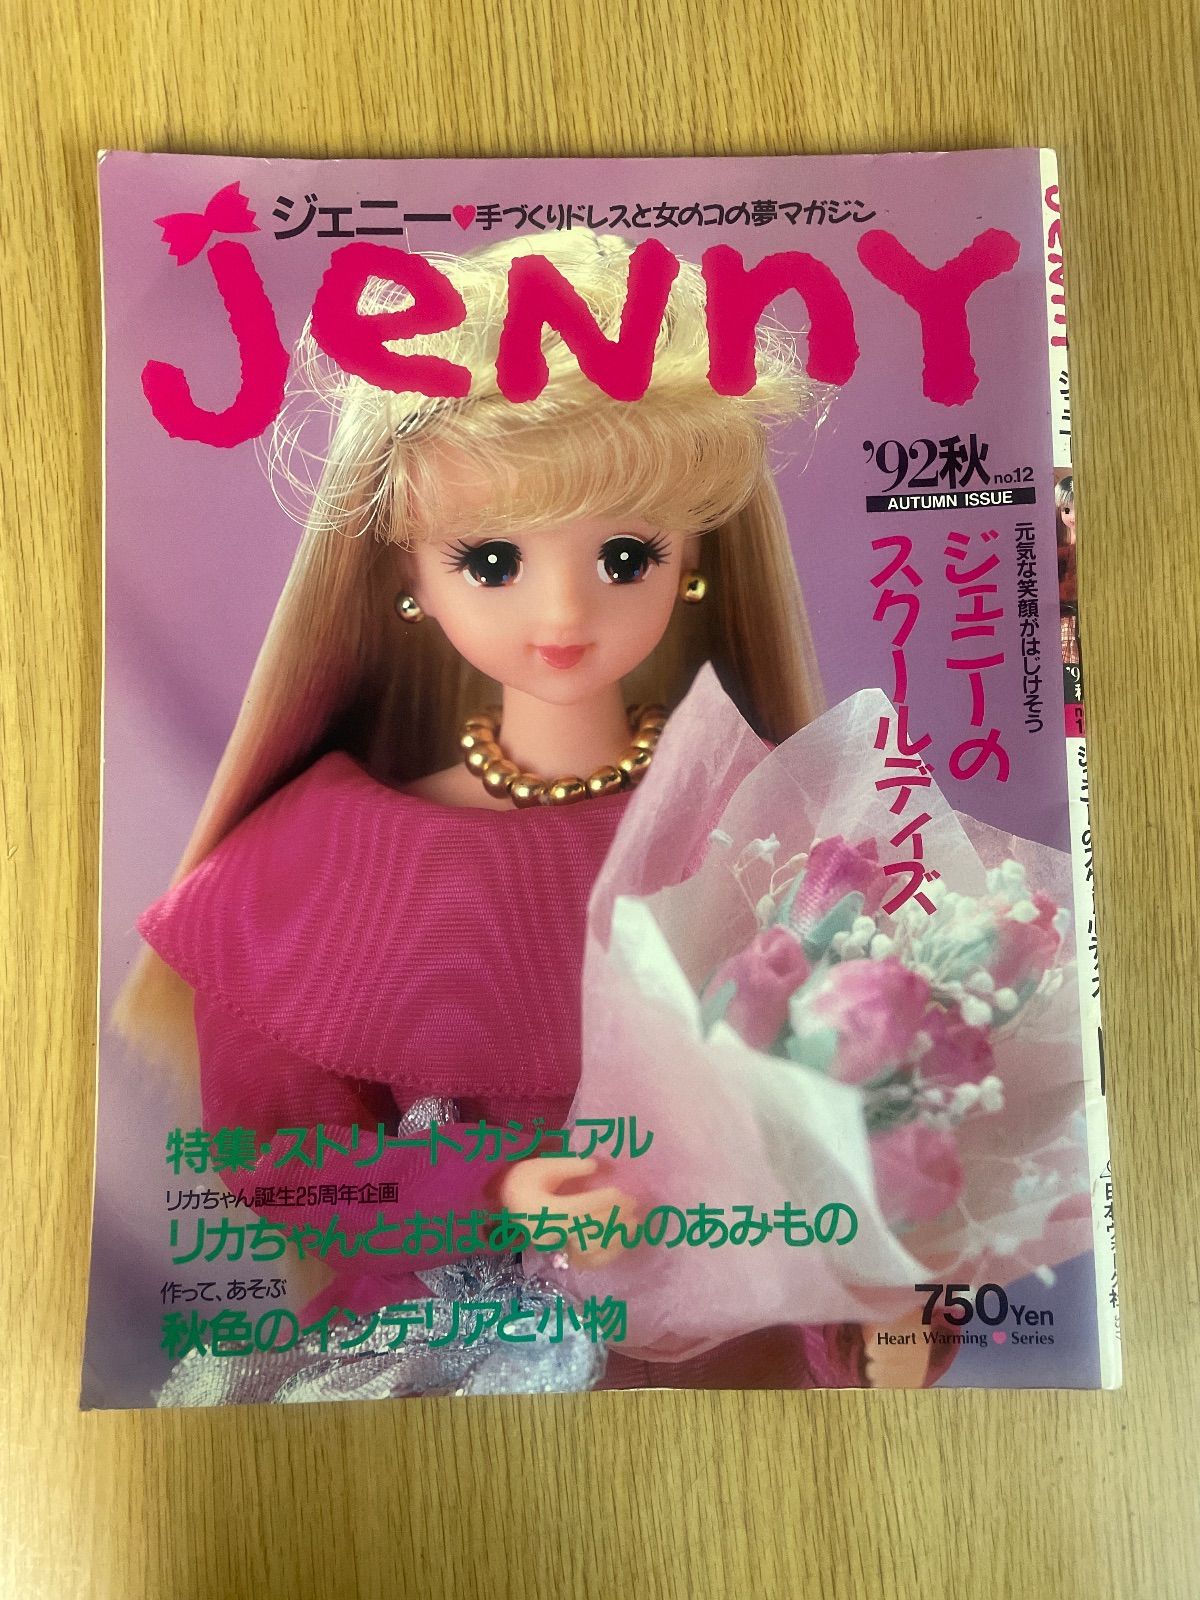 ジェニー♥手づくりドレスと女のコの夢マガジン
Jenny
'92秋 no.12
AUTUMN ISSUE
元気な笑顔がはじけそう
ジェニーの
スクールデイズ
特集・ストリートカジュアル
リカちゃん誕生25周年企画
リカちゃんとおばあちゃんのあみもの
作って、あそぶ
秋色のインテリアと小物
750Yen
Heart Warming ♥ Series